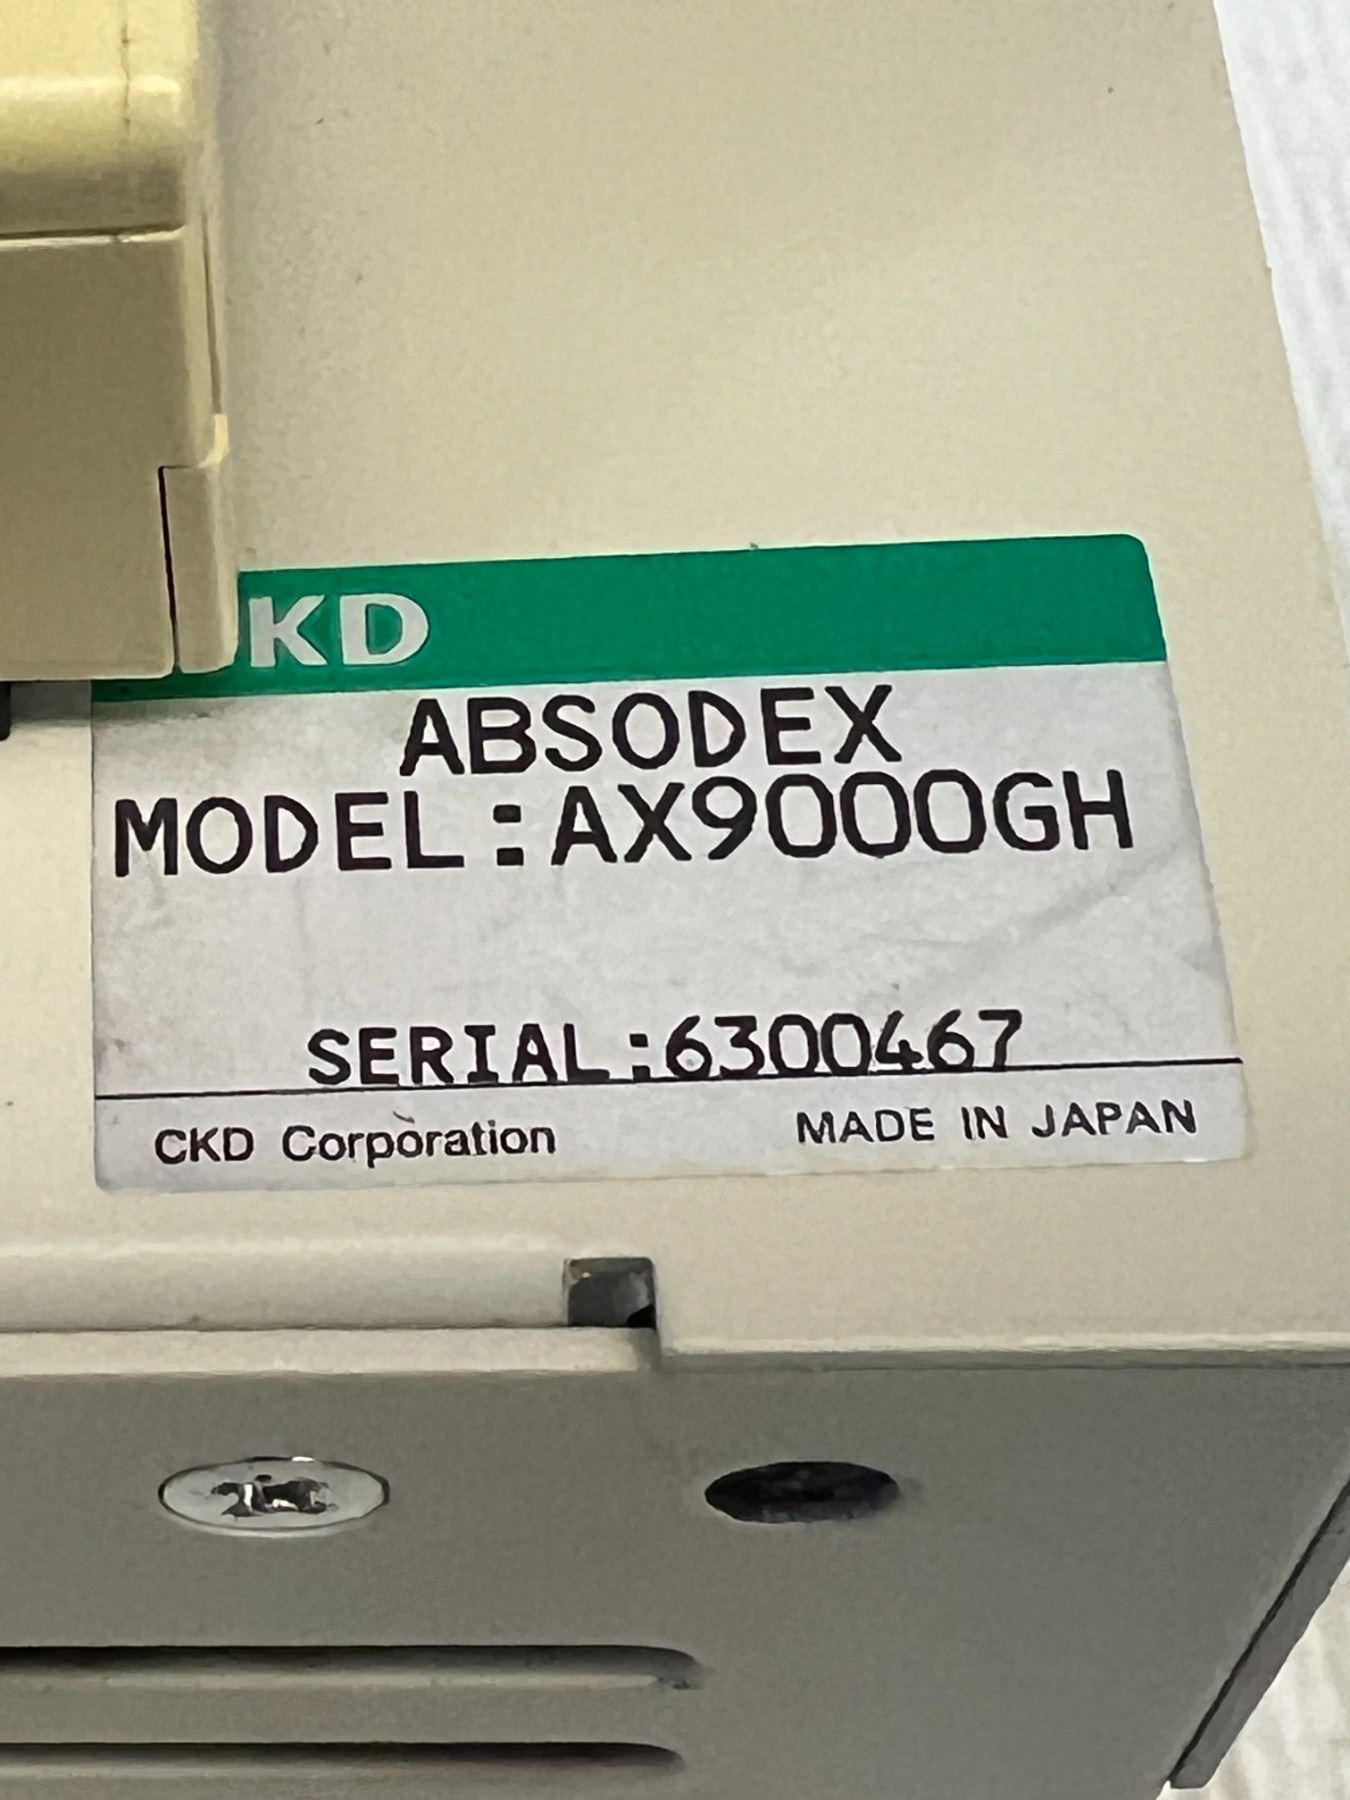 KD
ABSODEX
MODEL:AX9000GH
SERIAL:6300467
CKD Corporation MADE IN JAPAN